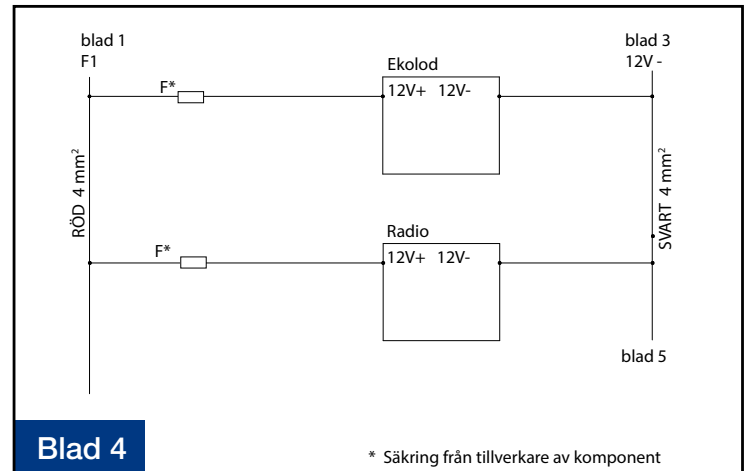 blad 1
F1
blad 3
12V -
F*
Ekolod
12V+ 12V-
RÖD 4 mm²
SVART 4 mm²
F*
Radio
12V+ 12V-
blad 5
Blad 4
* Säkring från tillverkare av komponent